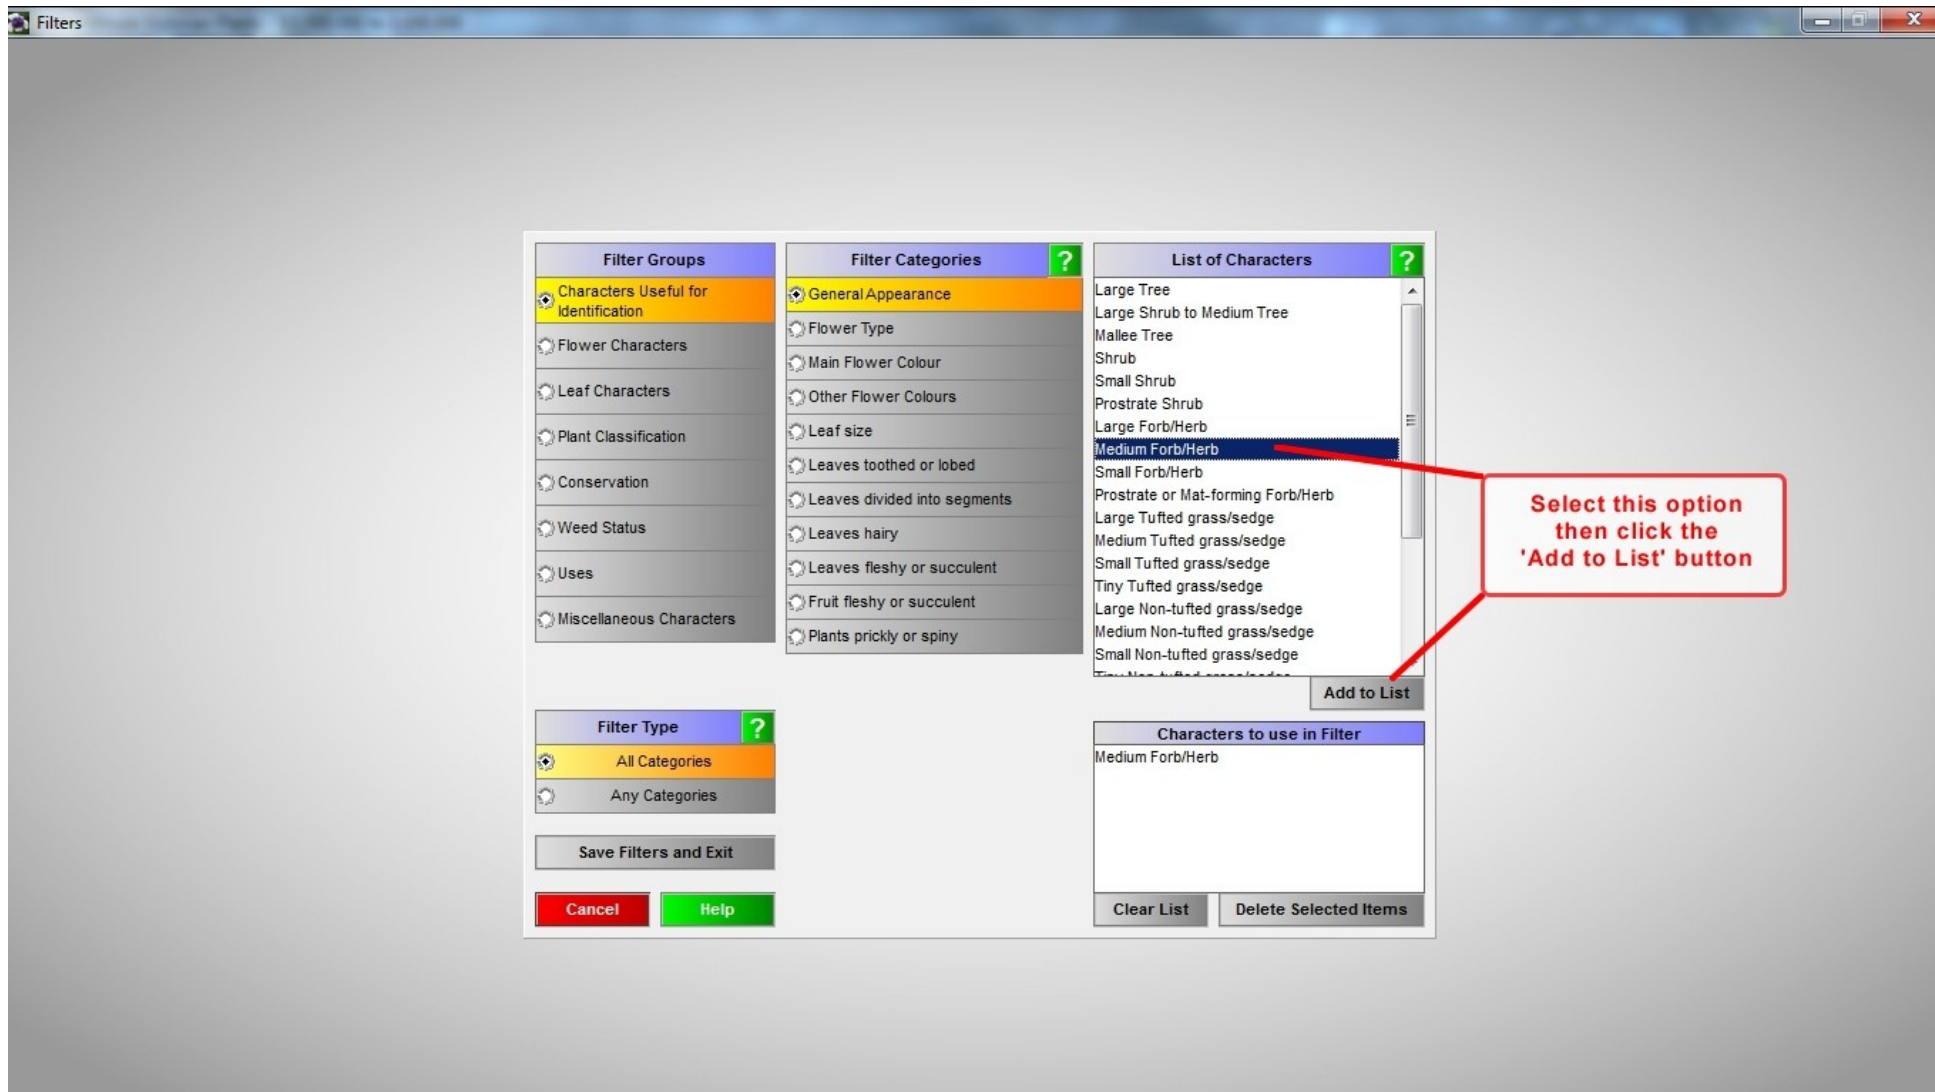 Filters
Filter Groups
Characters Useful for
Identification
Flower Characters
Leaf Characters
Plant Classification
Conservation
Weed Status
Uses
Miscellaneous Characters
Filter Categories
?
General Appearance
Flower Type
Main Flower Colour
Other Flower Colours
Leaf size
Leaves toothed or lobed
Leaves divided into segments
Leaves hairy
Leaves fleshy or succulent
Fruit fleshy or succulent
Plants prickly or spiny
List of Characters
?
Large Tree
Large Shrub to Medium Tree
Mallee Tree
Shrub
Small Shrub
Prostrate Shrub
Large Forb/Herb
Medium Forb/Herb
Small Forb/Herb
Prostrate or Mat-forming Forb/Herb
Large Tufted grass/sedge
Medium Tufted grass/sedge
Small Tufted grass/sedge
Tiny Tufted grass/sedge
Large Non-tufted grass/sedge
Medium Non-tufted grass/sedge
Small Non-tufted grass/sedge
Tiny Non-tufted grass/sedge
Add to List
Select this option
then click the
'Add to List' button
Filter Type
?
All Categories
Any Categories
Save Filters and Exit
Cancel
Help
Characters to use in Filter
Medium Forb/Herb
Clear List
Delete Selected Items